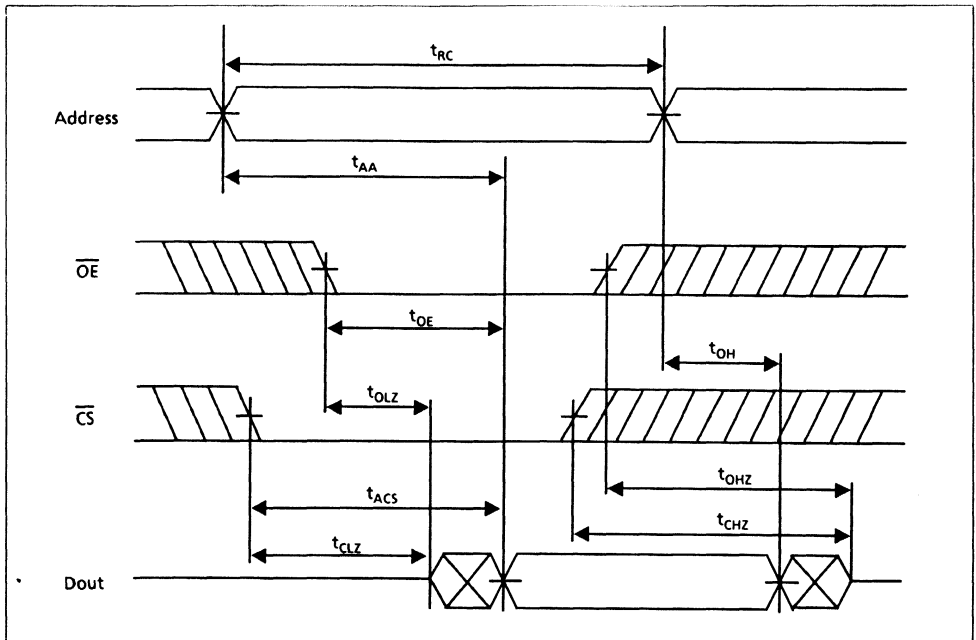 tRC
Address
tAA
OE
tOE
tOH
tOLZ
CS
tOHZ
tACS
tCHZ
tCLZ
Dout